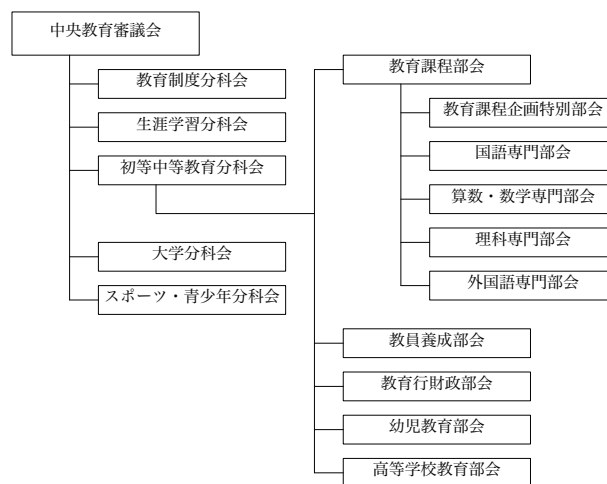 中央教育審議会
教育制度分科会
生涯学習分科会
初等中等教育分科会
大学分科会
スポーツ・青少年分科会
教育課程部会
教育課程企画特別部会
国語専門部会
算数・数学専門部会
理科専門部会
外国語専門部会
教員養成部会
教育行財政部会
幼児教育部会
高等学校教育部会